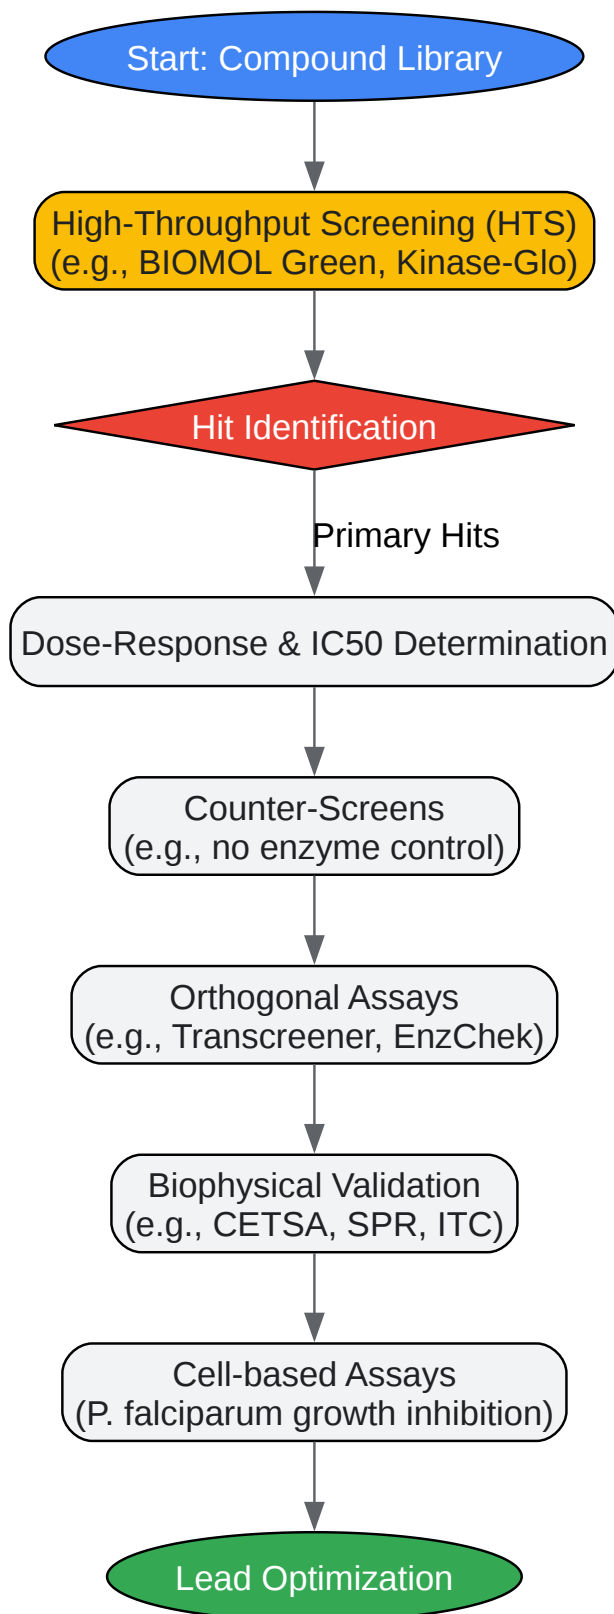 Start: Compound Library
High-Throughput Screening (HTS)
(e.g., BIOMOL Green, Kinase-Glo)
Hit Identification
Primary Hits
Dose-Response & IC50 Determination
Counter-Screens
(e.g., no enzyme control)
Orthogonal Assays
(e.g., Transcreener, EnzChek)
Biophysical Validation
(e.g., CETSA, SPR, ITC)
Cell-based Assays
(P. falciparum growth inhibition)
Lead Optimization